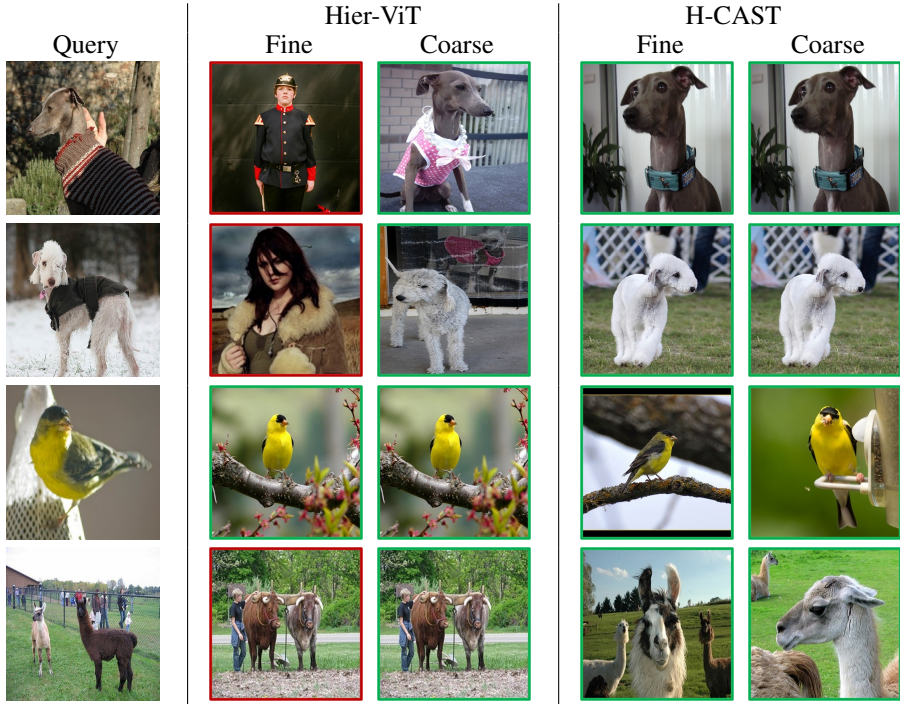 Hier-ViT
H-CAST
Query
Fine
Coarse
Fine
Coarse